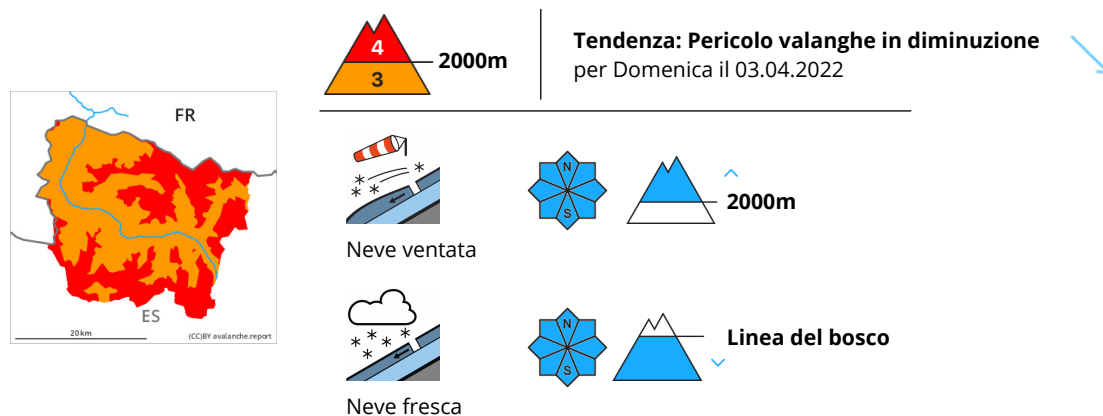 4
3
2000m
Tendenza: Pericolo valanghe in diminuzione
per Domenica il 03.04.2022
FR
ES
20 km
(CC)BY avalanche.report
N
S
2000m
Neve ventata
N
S
Linea del bosco
Neve fresca